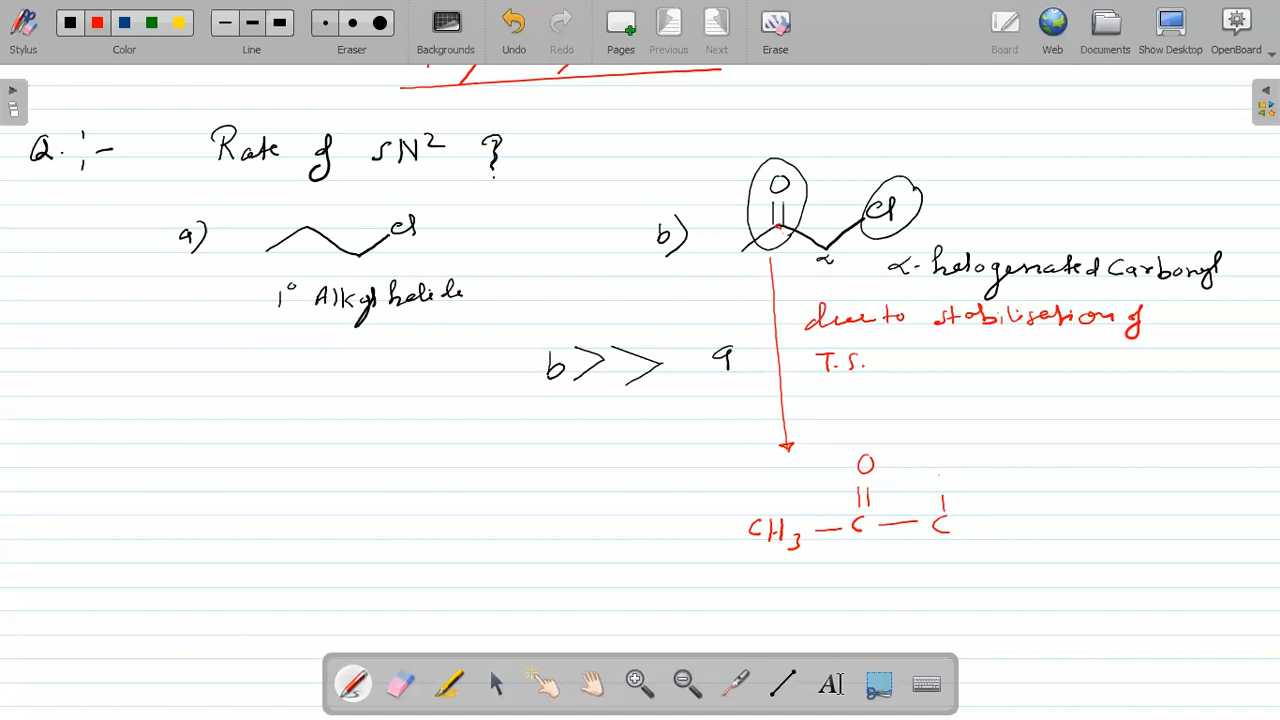 Stylus
Color
Line
Eraser
Backgrounds
Undo
Redo
Pages
Previous
Next
Erase
Board
Web
Documents
Show Desktop
OpenBoard
Q. :- Rate of SN2 ?
a) Cl
1° Alkyl halide
b) O Cl
α
α-halogenated Carbonyl
due to stabilisation of
T.S.
b >> a
O
||
CH3 — C — C